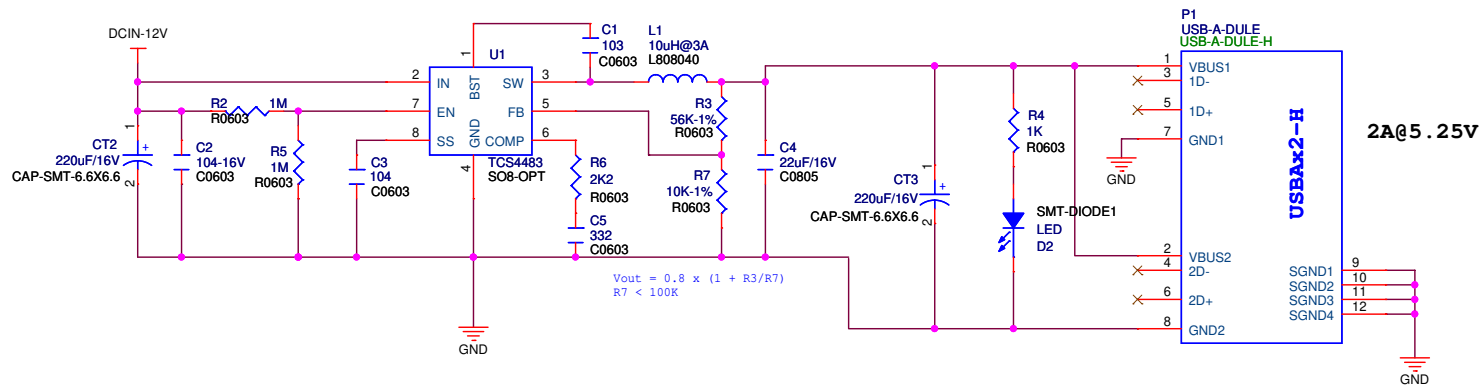 DCIN-12V
CT2
220uF/16V
CAP-SMT-6.6X6.6
1
+
2
C2
104-16V
C0603
R2
1M
R0603
R5
1M
R0603
U1
2
IN
7
EN
8
SS
1
BST
GND
4
SW
3
FB
5
COMP
6
TCS4483
SO8-OPT
C3
104
C0603
C1
103
C0603
L1
10uH@3A
L808040
R3
56K-1%
R0603
R6
2K2
R0603
C5
332
C0603
R7
10K-1%
R0603
C4
22uF/16V
C0805
Vout = 0.8 x (1 + R3/R7)
R7 < 100K
GND
CT3
220uF/16V
CAP-SMT-6.6X6.6
1
+
2
R4
1K
R0603
SMT-DIODE1
LED
D2
P1
USB-A-DULE
USB-A-DULE-H
1
VBUS1
3
1D-
5
1D+
7
GND1
GND
2
VBUS2
4
2D-
6
2D+
8
GND2
USBAx2-H
SGND1
9
SGND2
10
SGND3
11
SGND4
12
GND
2A@5.25V